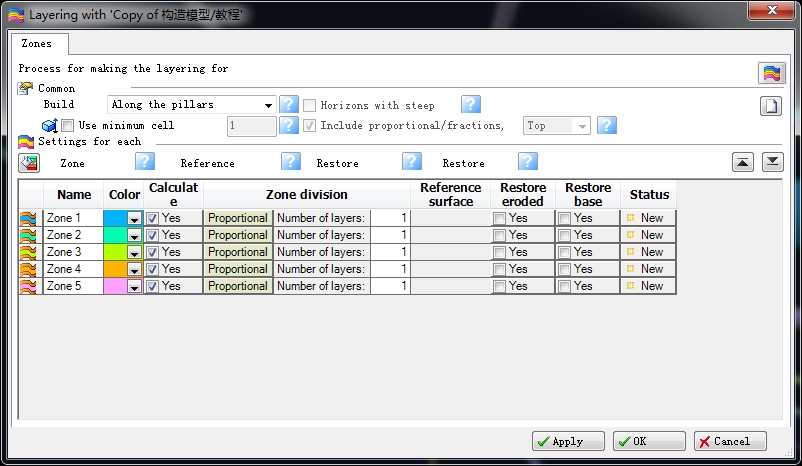 Layering with 'Copy of 构造模型/教程'
Zones
Process for making the layering for
Common
Build Along the pillars ? Horizons with steep ?
Use minimum cell 1 ? Include proportional/fractions, Top ?
Settings for each
Zone ? Reference ? Restore ? Restore ?
Name Color Calculate Zone division Reference surface Restore eroded Restore base Status
Zone 1 Yes Proportional Number of layers: 1 Yes Yes New
Zone 2 Yes Proportional Number of layers: 1 Yes Yes New
Zone 3 Yes Proportional Number of layers: 1 Yes Yes New
Zone 4 Yes Proportional Number of layers: 1 Yes Yes New
Zone 5 Yes Proportional Number of layers: 1 Yes Yes New
Apply OK Cancel